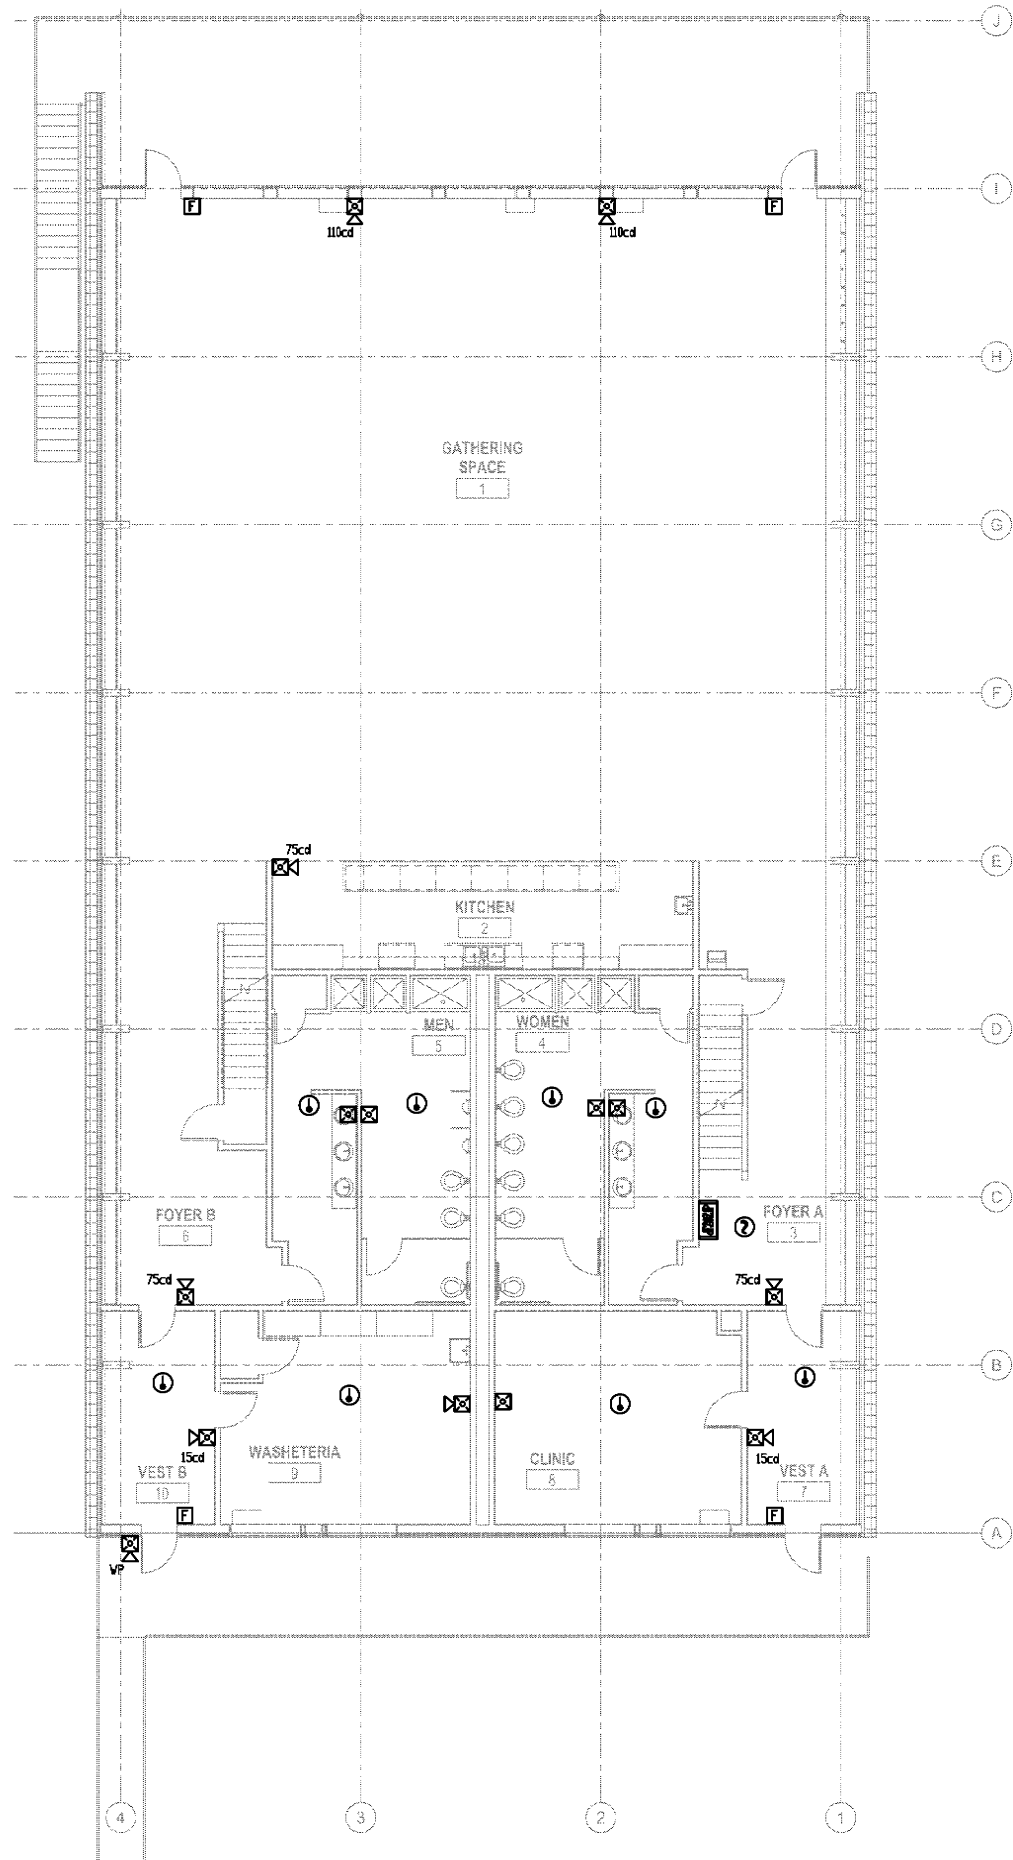 J
I
F
F
110cd
110cd
H
GATHERING
SPACE
1
G
F
75cd
E
KITCHEN
2
MEN
5
WOMEN
4
D
C
FOYER B
6
FOYER A
3
75cd
75cd
B
WASHETERIA
9
CLINIC
8
15cd
15cd
VEST B
10
VEST A
7
F
F
A
WP
4
3
2
1